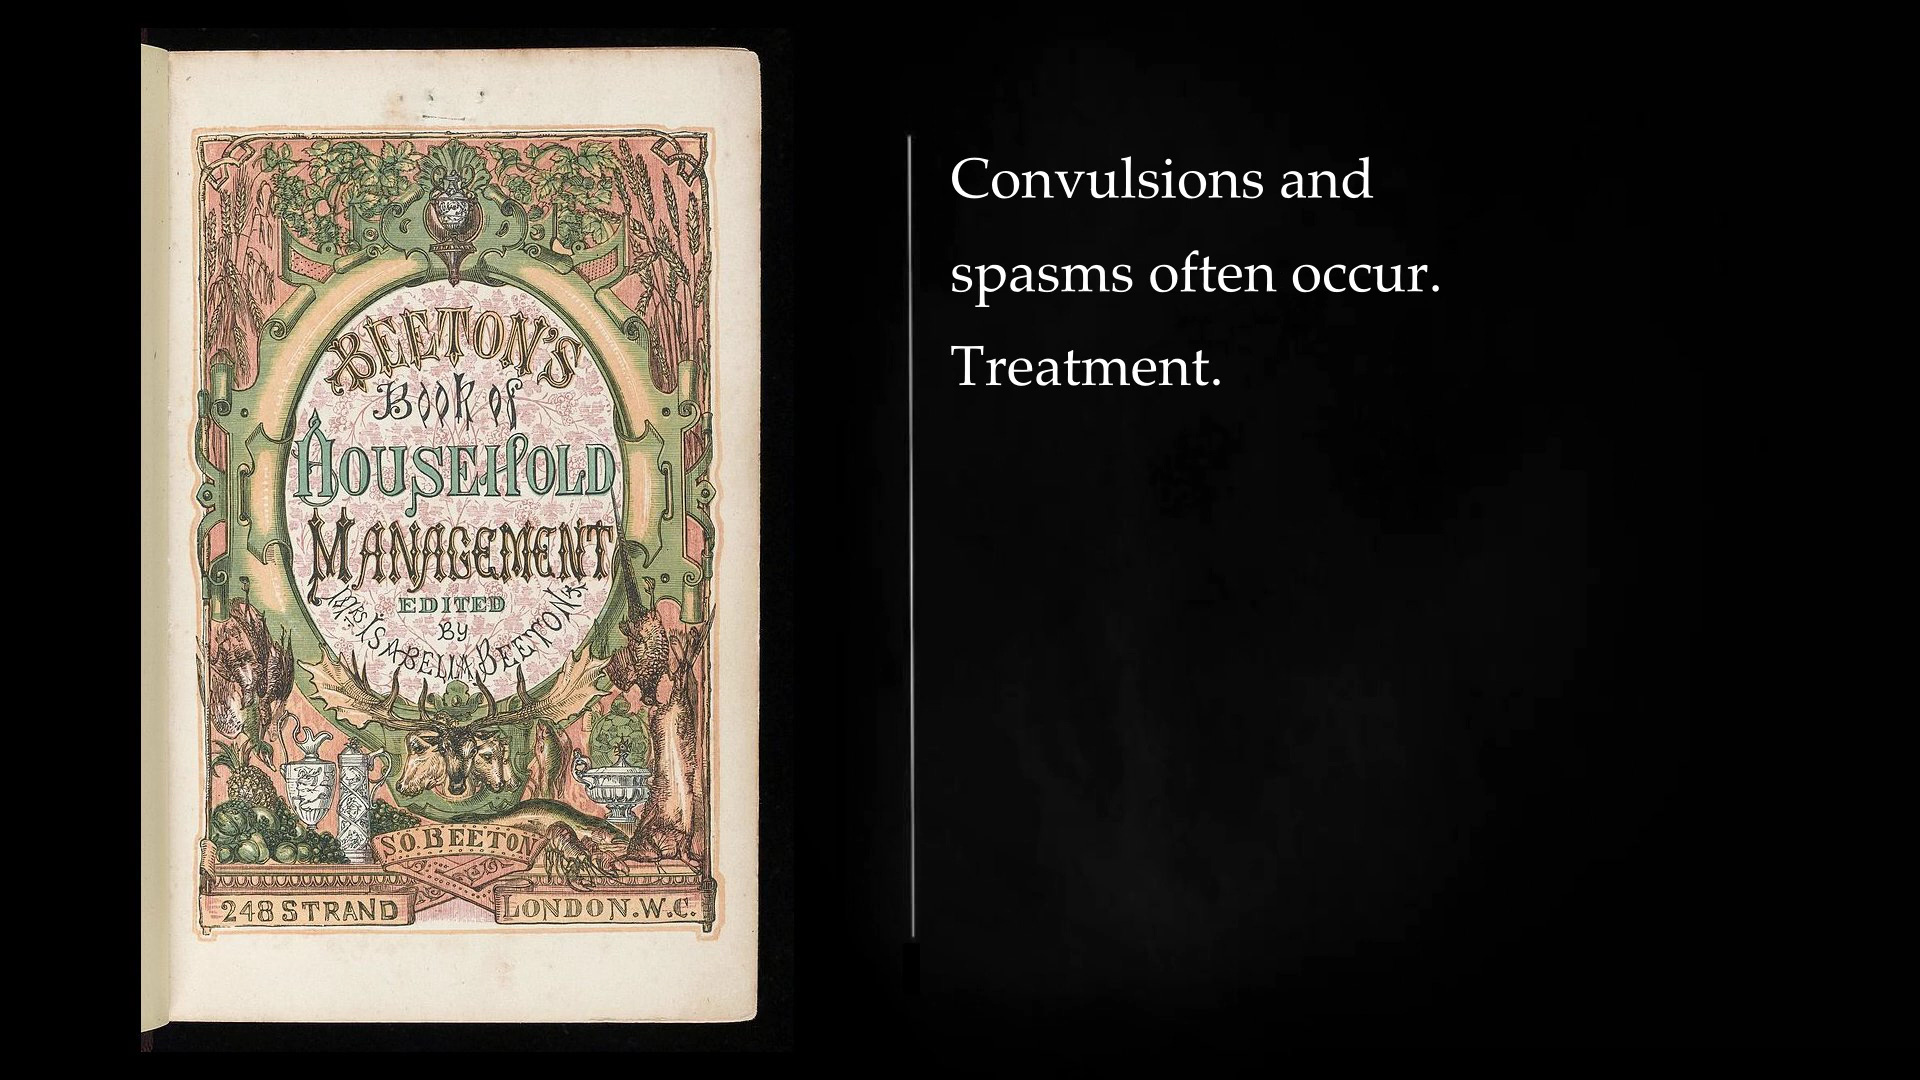 BEETON'S
Book of
HOUSEHOLD
MANAGEMENT
EDITED
By
MRS ISABELLA BEETON
S.O. BEETON
248 STRAND
LONDON. W.C.
Convulsions and
spasms often occur.
Treatment.